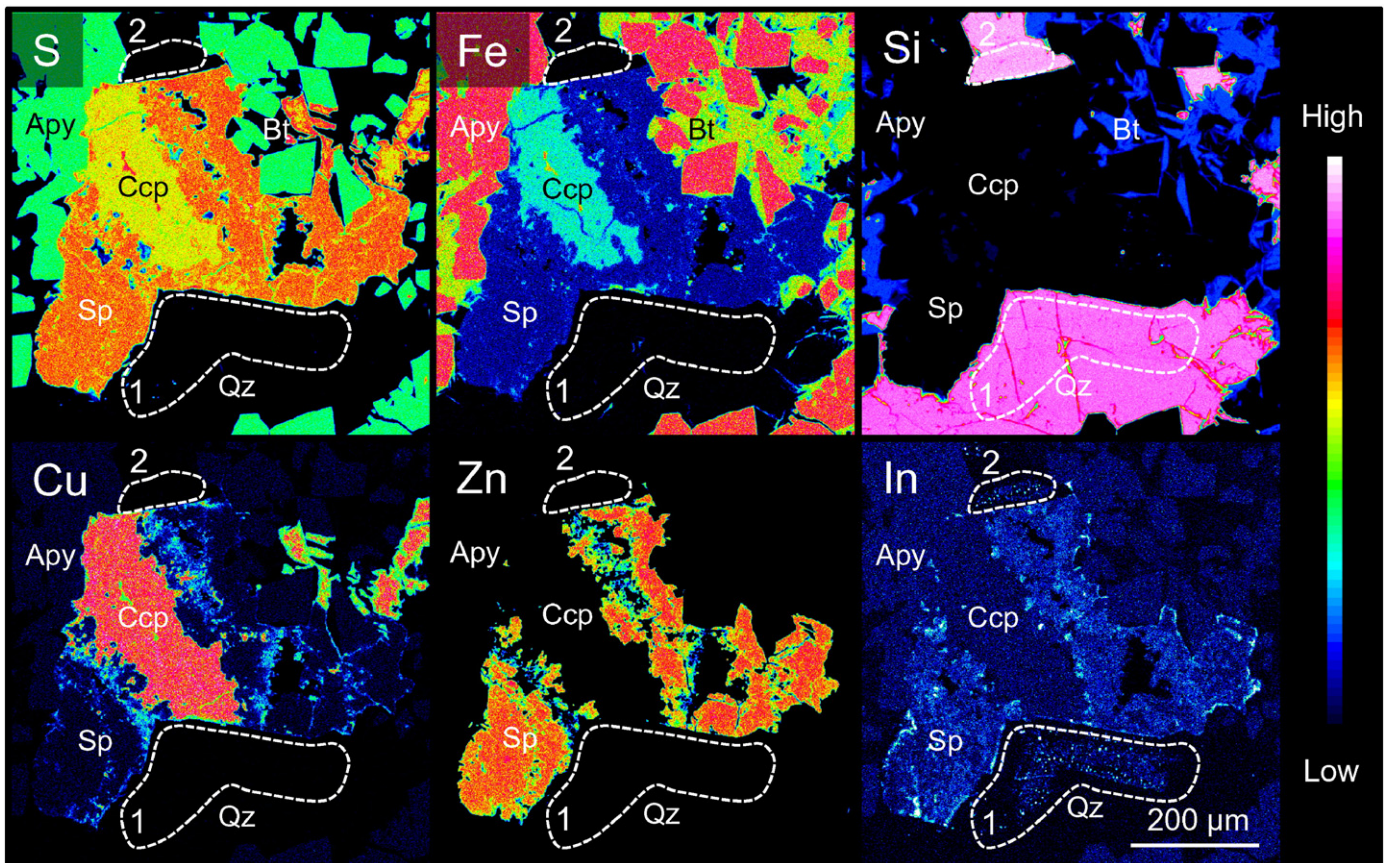 S
2
Apy
Bt
Ccp
Sp
1
Qz
Fe
2
Apy
Bt
Ccp
Sp
1
Qz
Si
2
Apy
Bt
Ccp
Sp
1
Qz
High
Cu
2
Apy
Ccp
Sp
1
Qz
Zn
2
Apy
Ccp
Sp
1
Qz
In
2
Apy
Ccp
Sp
1
Qz
200 μm
Low